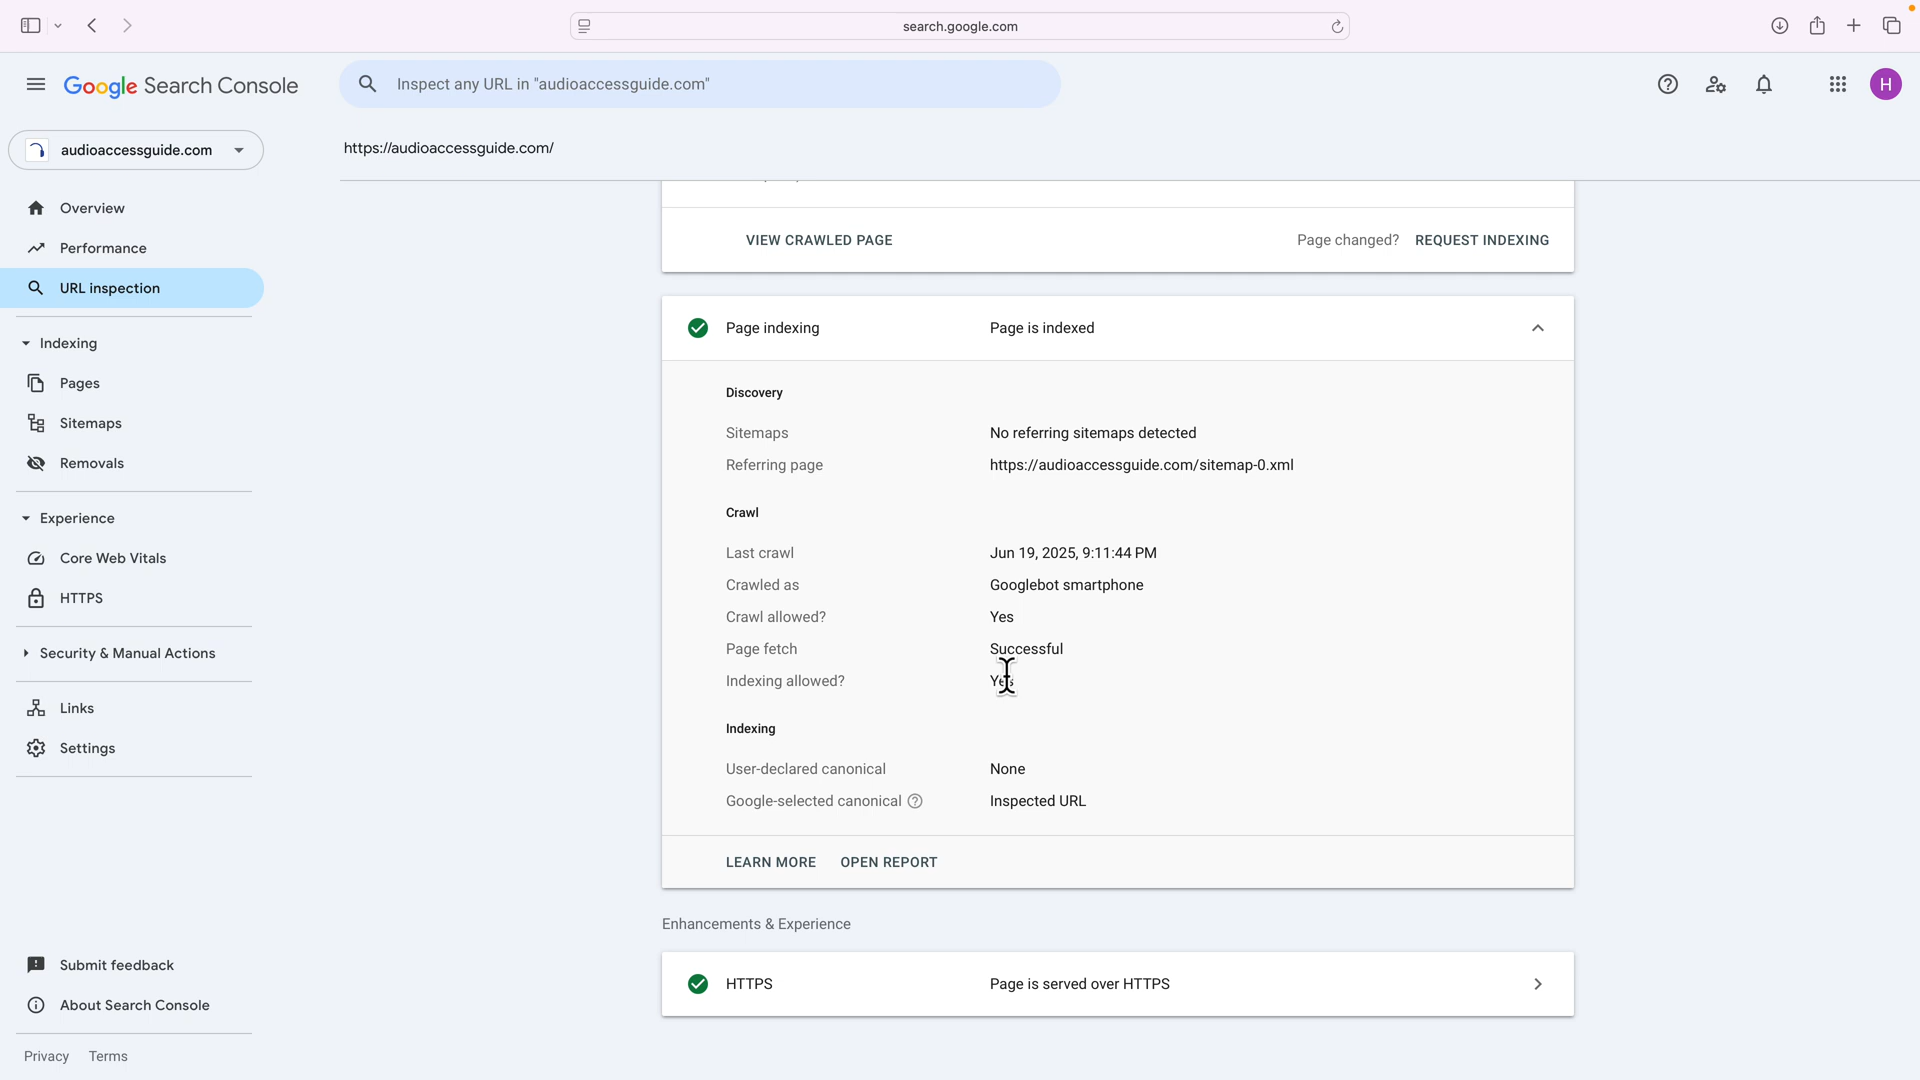 search.google.com
Google Search Console
Inspect any URL in "audioaccessguide.com"
H
audioaccessguide.com
https://audioaccessguide.com/
Overview
Performance
URL inspection
Indexing
Pages
Sitemaps
Removals
Experience
Core Web Vitals
HTTPS
Security & Manual Actions
Links
Settings
Submit feedback
About Search Console
Privacy Terms
VIEW CRAWLED PAGE
Page changed? REQUEST INDEXING
Page indexing Page is indexed
Discovery
Sitemaps No referring sitemaps detected
Referring page https://audioaccessguide.com/sitemap-0.xml
Crawl
Last crawl Jun 19, 2025, 9:11:44 PM
Crawled as Googlebot smartphone
Crawl allowed? Yes
Page fetch Successful
Indexing allowed? Yes
Indexing
User-declared canonical None
Google-selected canonical Inspected URL
LEARN MORE OPEN REPORT
Enhancements & Experience
HTTPS Page is served over HTTPS